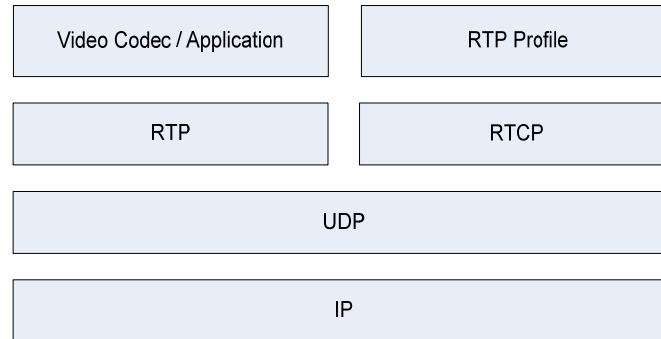 Video Codec / Application
RTP Profile
RTP
RTCP
UDP
IP